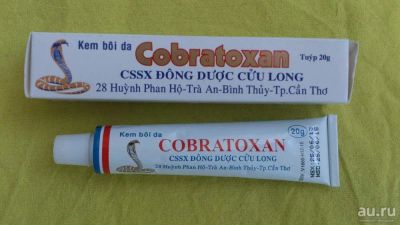 Kem bôi da
Cobratoxan
Tuýp 20g
CSSX ĐÔNG DƯỢC CỬU LONG
28 Huỳnh Phan Hộ-Trà An-Bình Thủy-Tp.Cần Thơ
Kem bôi da
COBRATOXAN
20g
CSSX ĐÔNG DƯỢC CỬU LONG
28 Huỳnh Phan Hộ-Trà An-Bình Thủy-Tp.Cần Thơ
au.ru